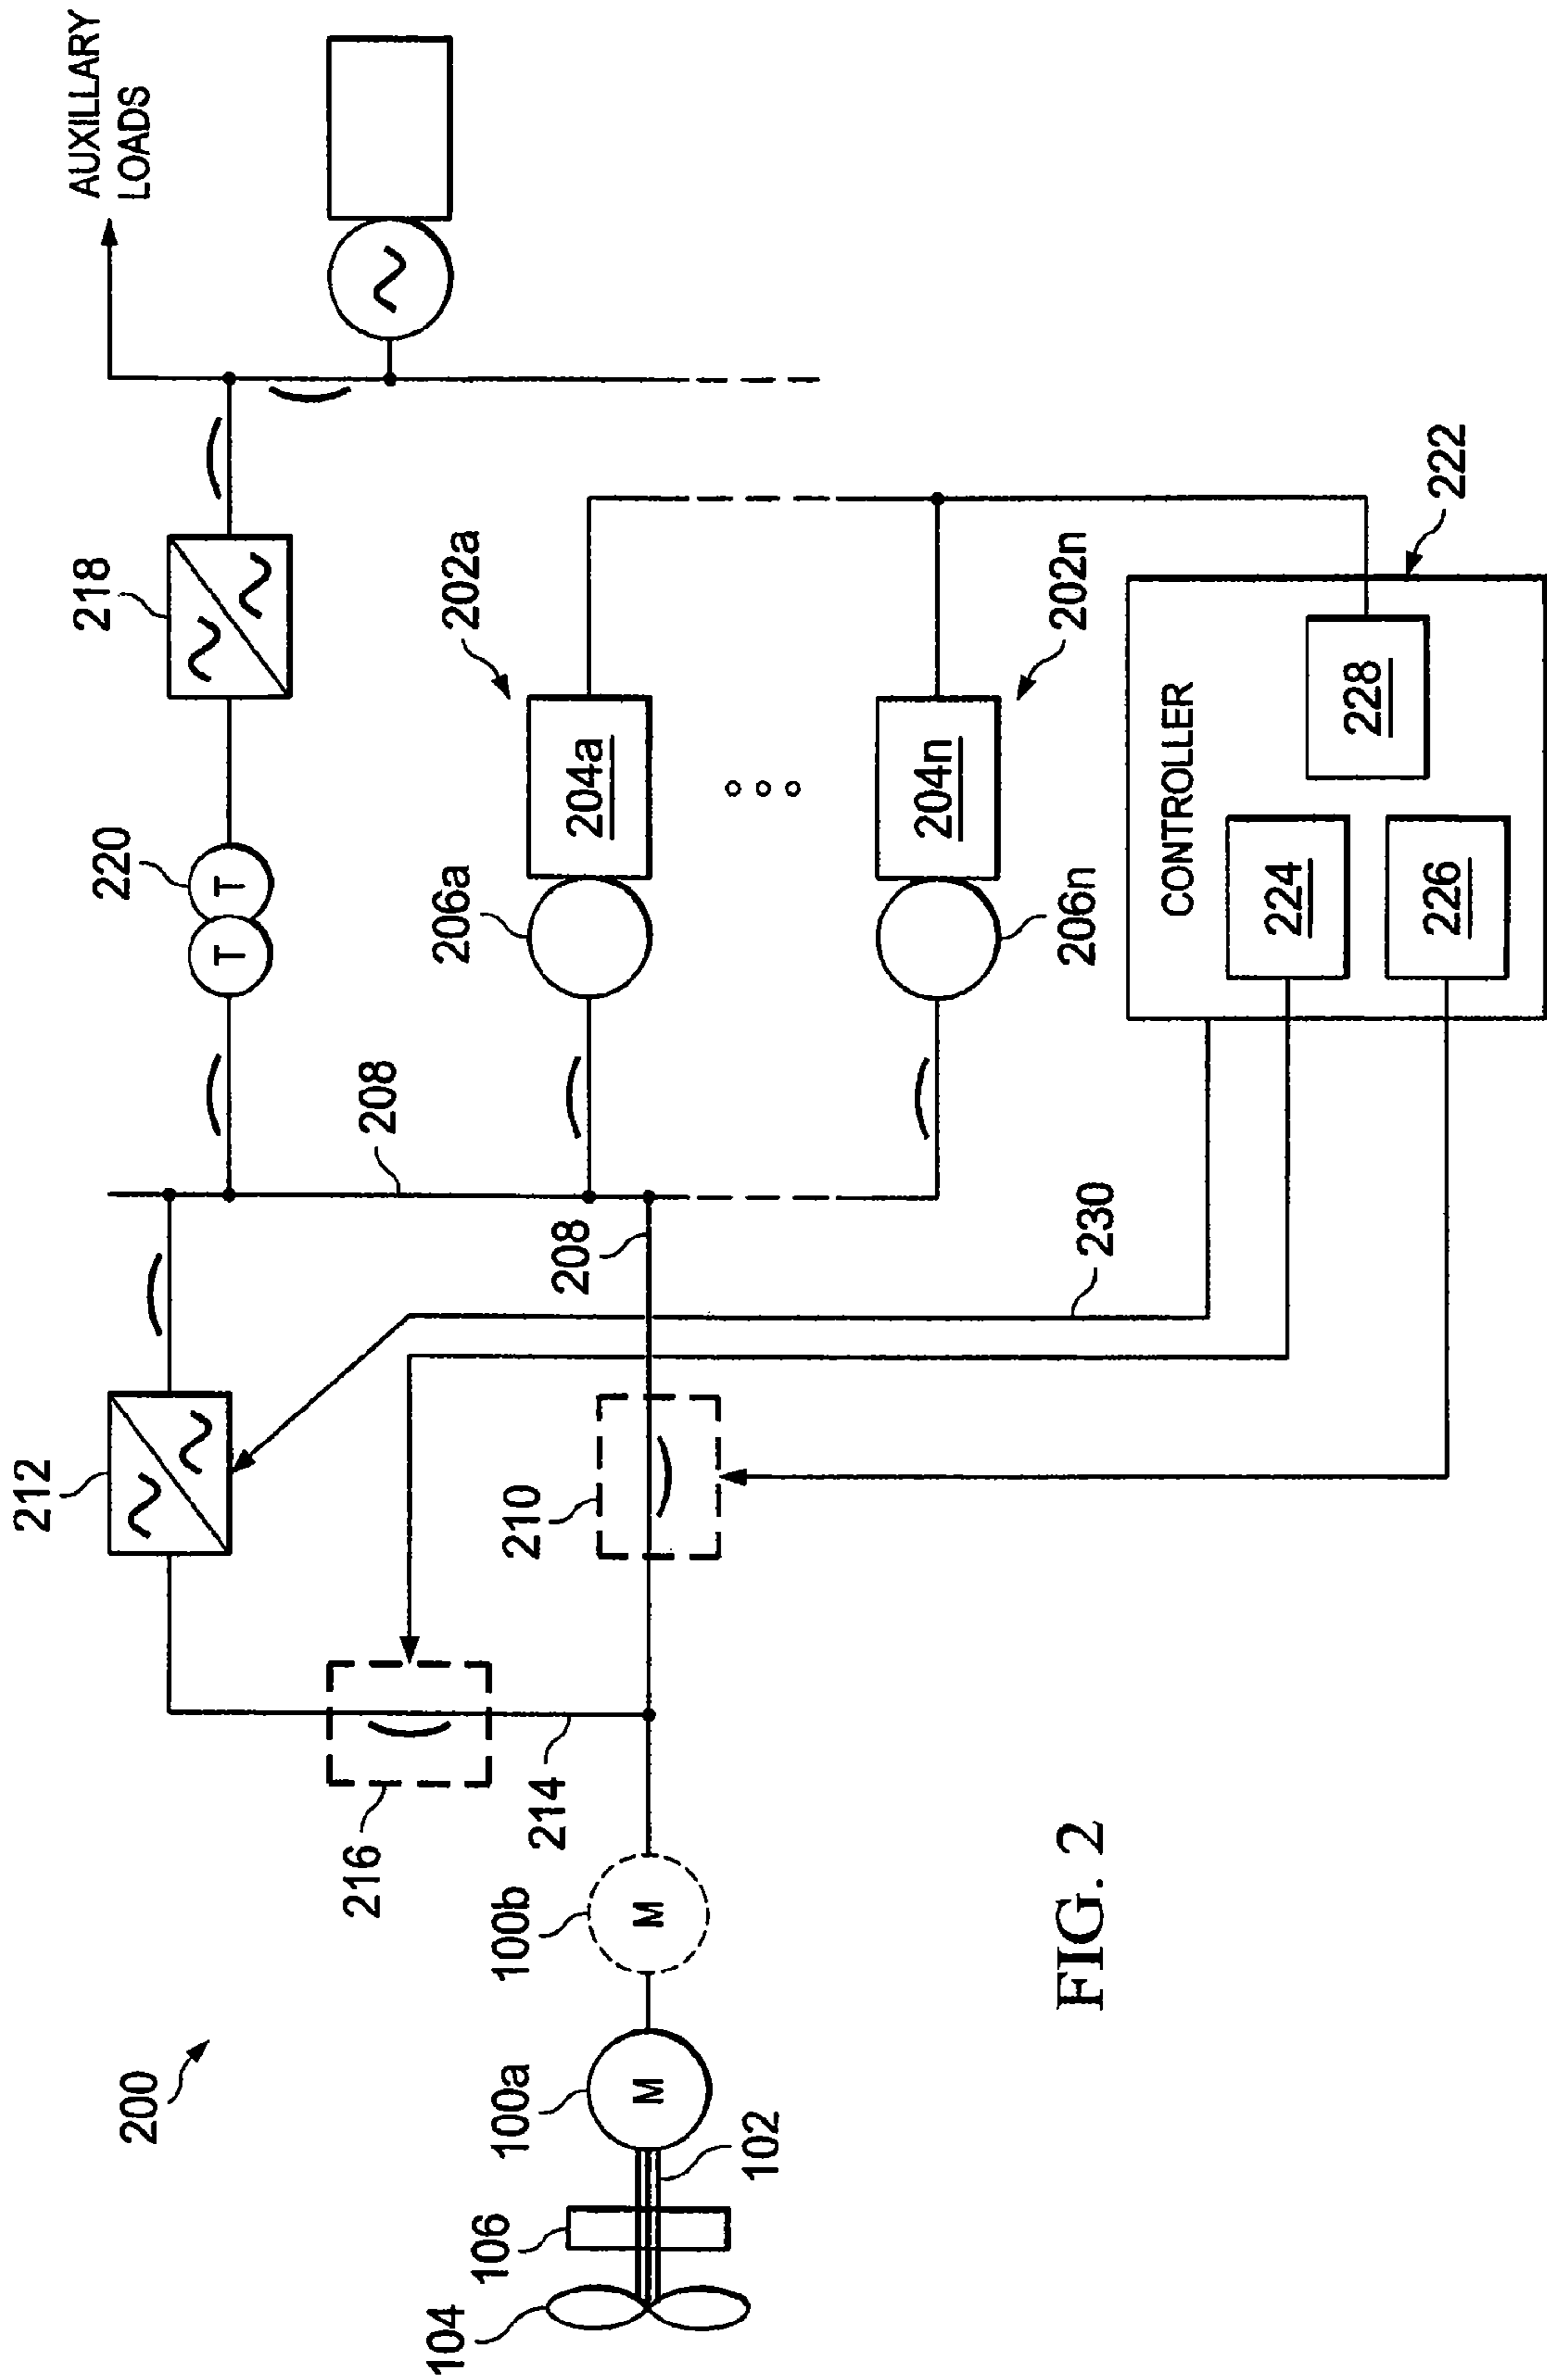 200
212
218
AUXILLARY
LOADS
220
216
208
202a
206a
204a
214
210
208
104
106
100a
100b
102
204n
202n
206n
230
CONTROLLER
222
224
228
226
FIG. 2
M
M
T
T